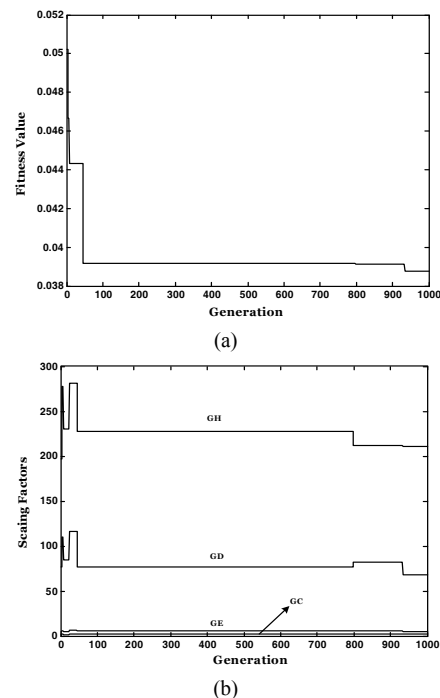 0.052
0.05
0.048
0.046
0.044
0.042
0.04
0.038
Fitness Value
0 100 200 300 400 500 600 700 800 900 1000
Generation
(a)
300
250
200
150
100
50
0
Scaing Factors
GH
GD
GC
GE
0 100 200 300 400 500 600 700 800 900 1000
Generation
(b)